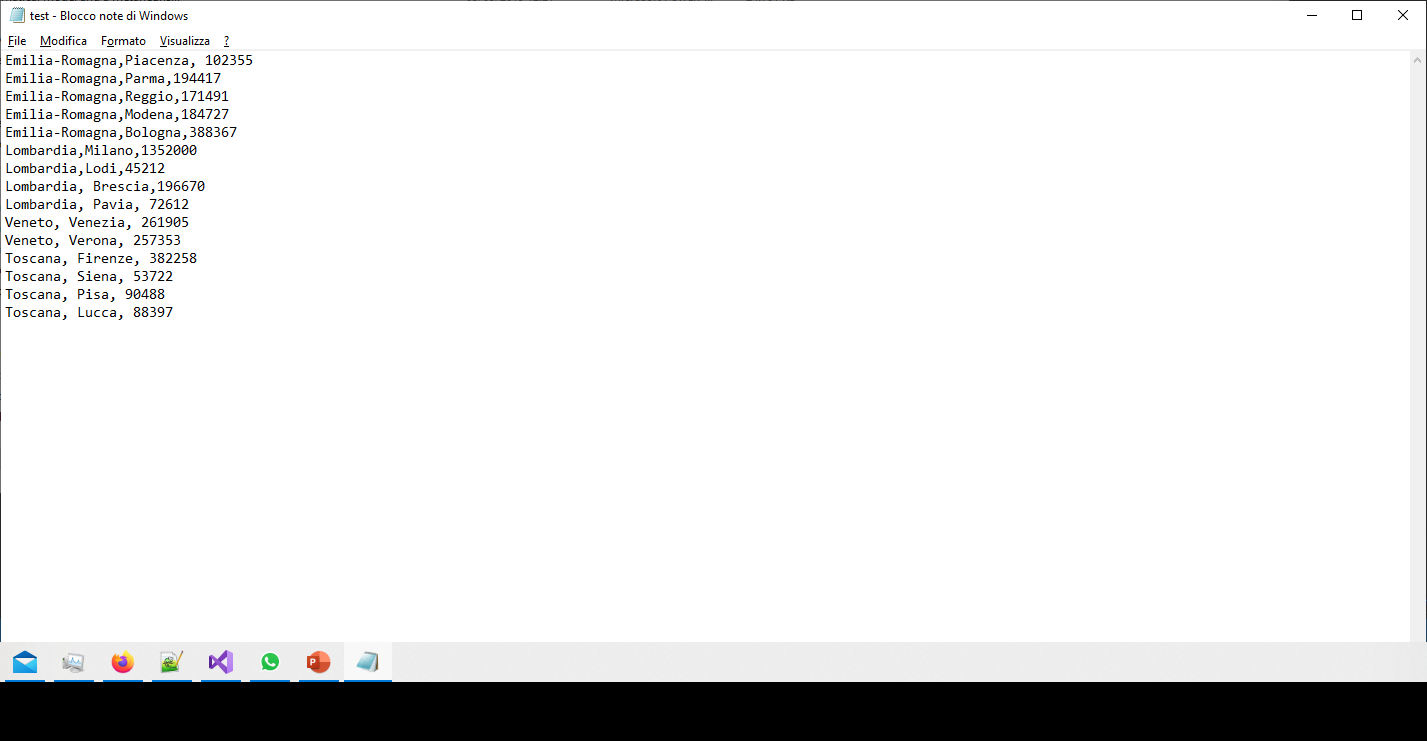 test - Blocco note di Windows
File Modifica Formato Visualizza ?
Emilia-Romagna,Piacenza, 102355
Emilia-Romagna,Parma,194417
Emilia-Romagna,Reggio,171491
Emilia-Romagna,Modena,184727
Emilia-Romagna,Bologna,388367
Lombardia,Milano,1352000
Lombardia,Lodi,45212
Lombardia, Brescia,196670
Lombardia, Pavia, 72612
Veneto, Venezia, 261905
Veneto, Verona, 257353
Toscana, Firenze, 382258
Toscana, Siena, 53722
Toscana, Pisa, 90488
Toscana, Lucca, 88397
P